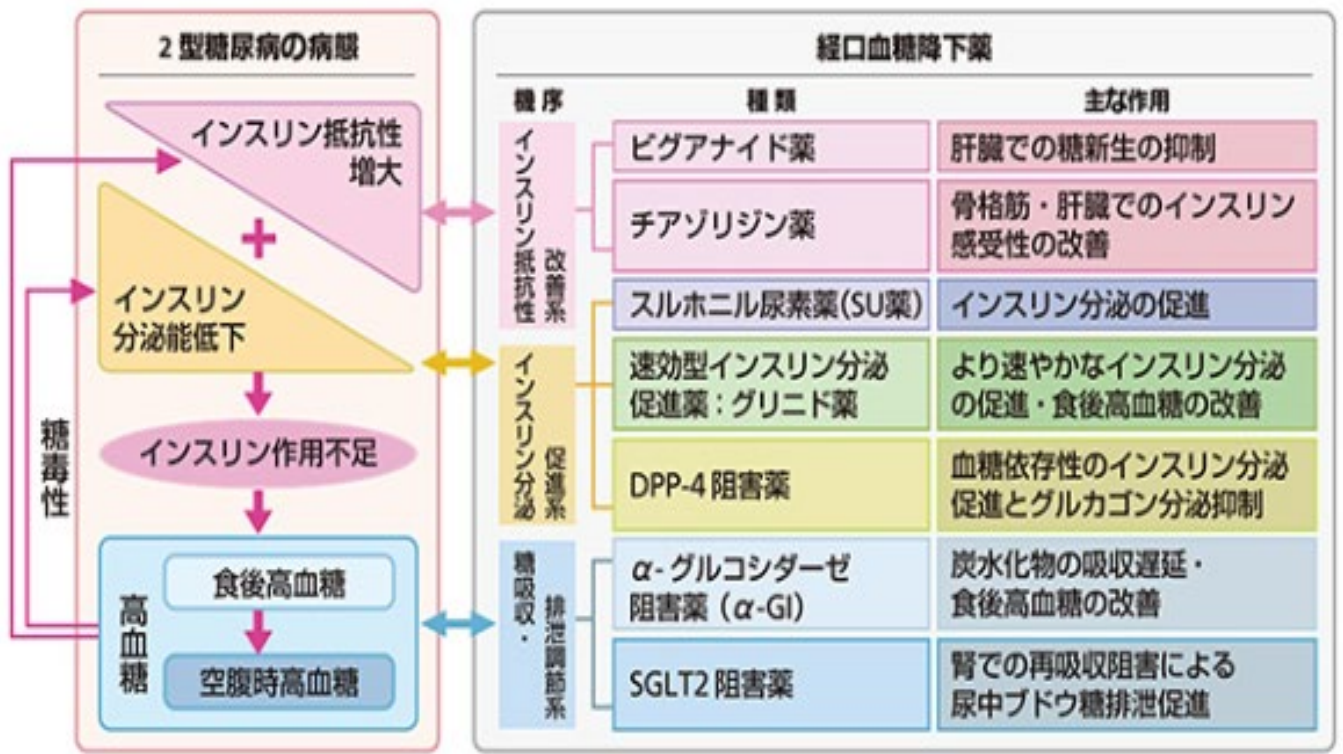 2型糖尿病の病態
インスリン抵抗性
増大
+
インスリン
分泌能低下
インスリン作用不足
糖毒性
高血糖
食後高血糖
空腹時高血糖
経口血糖降下薬
機序
種類
主な作用
インスリン抵抗性
改善系
ビグアナイド薬
肝臓での糖新生の抑制
チアゾリジン薬
骨格筋・肝臓でのインスリン
感受性の改善
インスリン分泌
促進系
スルホニル尿素薬(SU薬)
インスリン分泌の促進
速効型インスリン分泌
促進薬:グリニド薬
より速やかなインスリン分泌
の促進・食後高血糖の改善
DPP-4阻害薬
血糖依存性のインスリン分泌
促進とグルカゴン分泌抑制
糖吸収・
排泄調節系
α-グルコシダーゼ
阻害薬(α-GI)
炭水化物の吸収遅延・
食後高血糖の改善
SGLT2阻害薬
腎での再吸収阻害による
尿中ブドウ糖排泄促進